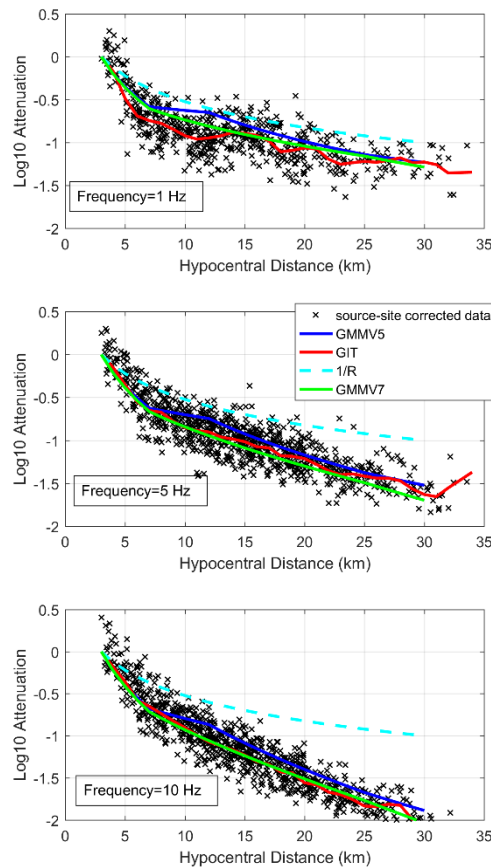 0.5
0
-0.5
-1
-1.5
-2
Log10 Attenuation
Frequency=1 Hz
0 5 10 15 20 25 30 35
Hypocentral Distance (km)
0.5
0
-0.5
-1
-1.5
-2
Log10 Attenuation
× source-site corrected data
GMMV5
GIT
1/R
GMMV7
Frequency=5 Hz
0 5 10 15 20 25 30 35
Hypocentral Distance (km)
0.5
0
-0.5
-1
-1.5
-2
Log10 Attenuation
Frequency=10 Hz
0 5 10 15 20 25 30 35
Hypocentral Distance (km)